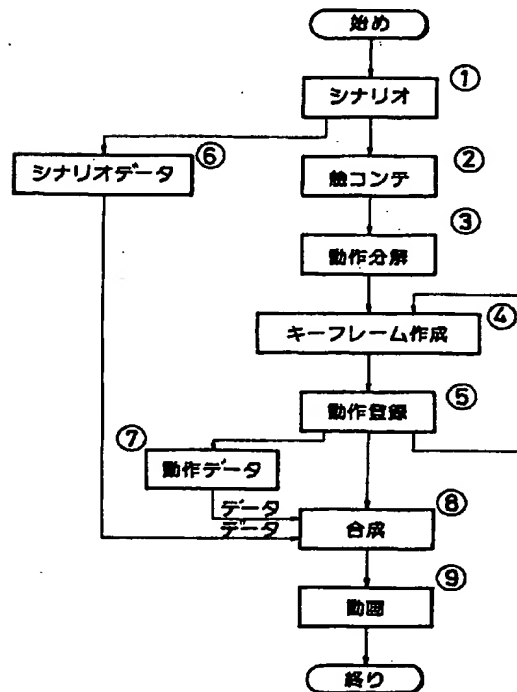 始め
①
シナリオ
⑥
シナリオデータ
②
絵コンテ
③
動作分解
④
キーフレーム作成
⑤
動作登録
⑦
動作データ
データ
データ
⑧
合成
⑨
動画
終り